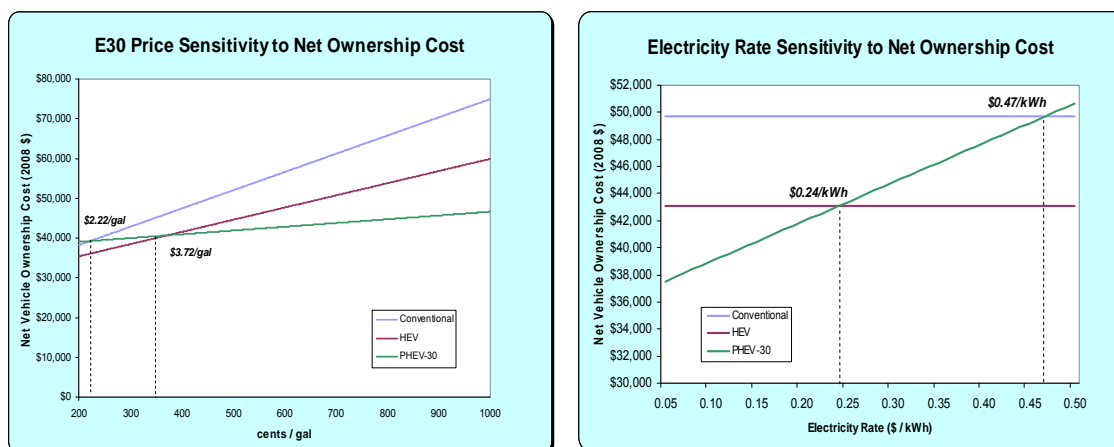 E30 Price Sensitivity to Net Ownership Cost
Net Vehicle Ownership Cost (2008 $)
$80,000
$70,000
$60,000
$50,000
$40,000
$30,000
$20,000
$10,000
$0
$2.22/gal
$3.72/gal
Conventional
HEV
PHEV-30
200 300 400 500 600 700 800 900 1000
cents / gal
Electricity Rate Sensitivity to Net Ownership Cost
Net Vehicle Ownership Cost (2008 $)
$52,000
$50,000
$48,000
$46,000
$44,000
$42,000
$40,000
$38,000
$36,000
$34,000
$32,000
$30,000
$0.47/kWh
$0.24/kWh
Conventional
HEV
PHEV-30
0.05 0.10 0.15 0.20 0.25 0.30 0.35 0.40 0.45 0.50
Electricity Rate ($ / kWh)